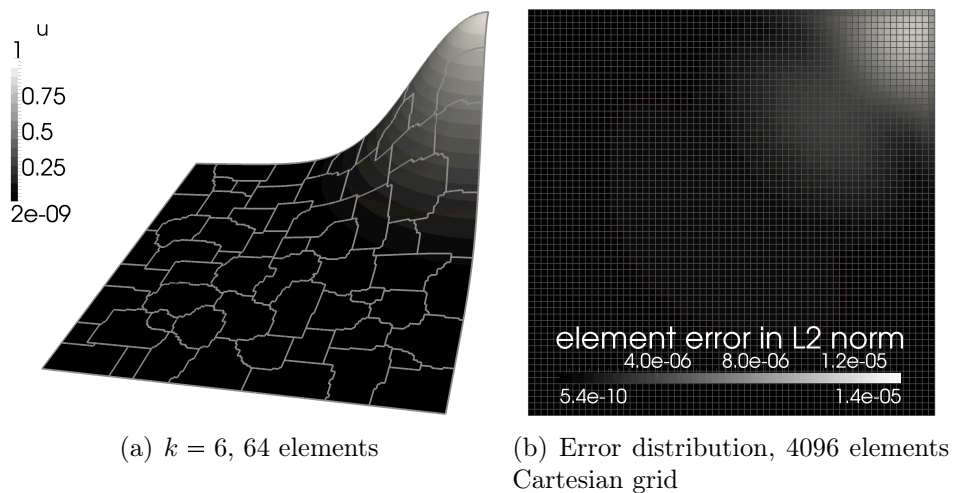 u
1
0.75
0.5
0.25
2e-09
element error in L2 norm
4.0e-06 8.0e-06 1.2e-05
5.4e-10 1.4e-05
(a) k = 6, 64 elements
(b) Error distribution, 4096 elements
Cartesian grid